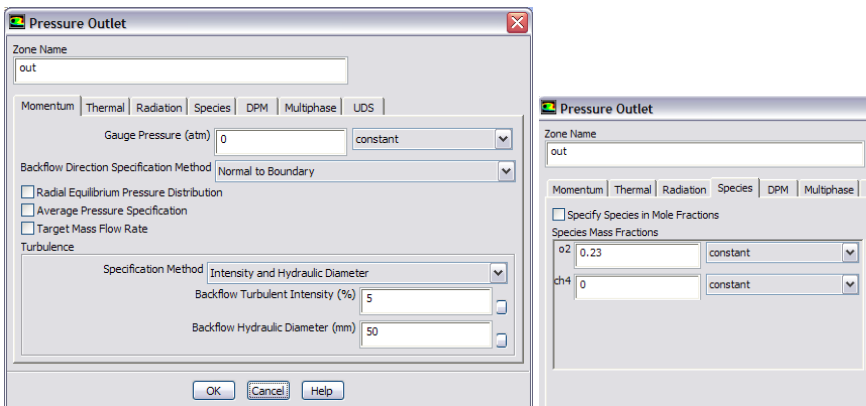 Pressure Outlet
Zone Name
out
Momentum Thermal Radiation Species DPM Multiphase UDS
Gauge Pressure (atm) 0 constant
Backflow Direction Specification Method Normal to Boundary
Radial Equilibrium Pressure Distribution
Average Pressure Specification
Target Mass Flow Rate
Turbulence
Specification Method Intensity and Hydraulic Diameter
Backflow Turbulent Intensity (%) 5
Backflow Hydraulic Diameter (mm) 50
OK Cancel Help
Pressure Outlet
Zone Name
out
Momentum Thermal Radiation Species DPM Multiphase
Specify Species in Mole Fractions
Species Mass Fractions
o2 0.23 constant
ch4 0 constant